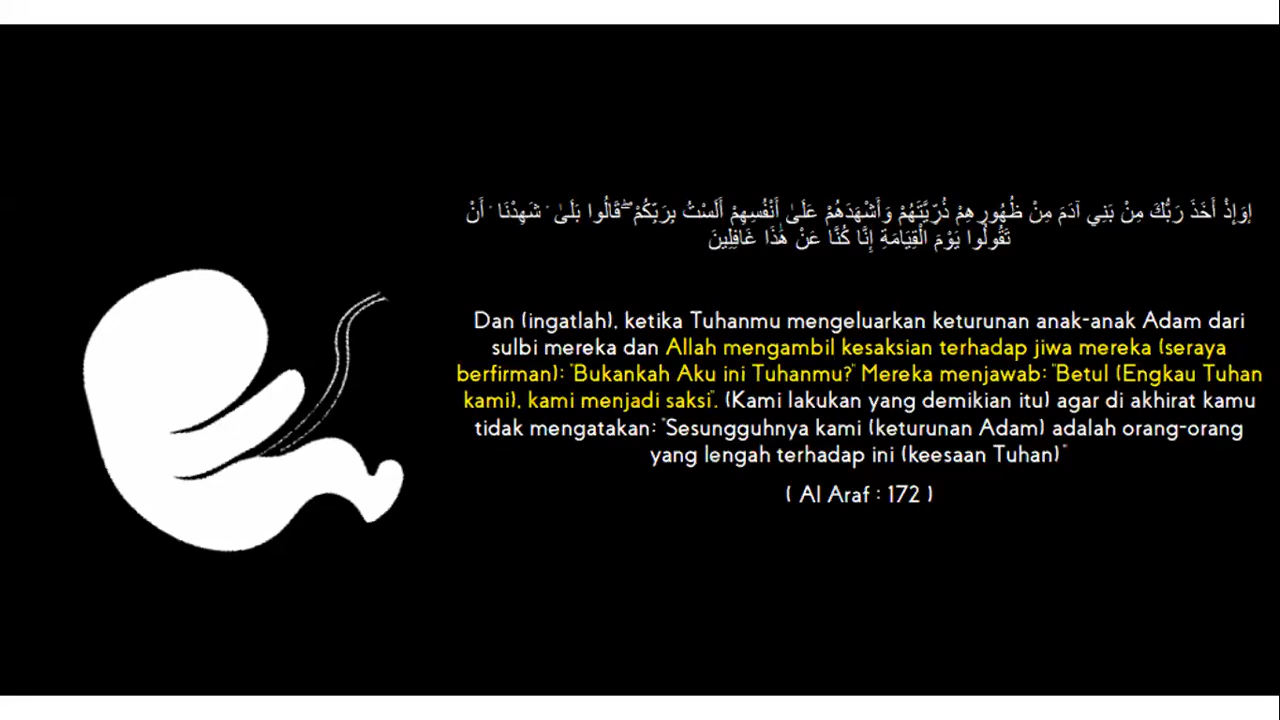 اِوَإِذْ أَخَذَ رَبُّكَ مِنْ بَنِي آدَمَ مِنْ ظُهُورِهِمْ ذُرِّيَّتَهُمْ وَأَشْهَدَهُمْ عَلَىٰ أَنْفُسِهِمْ أَلَسْتُ بِرَبِّكُمْ ۖ قَالُوا بَلَىٰ ۛ شَهِدْنَا ۛ أَنْ
تَقُولُوا يَوْمَ الْقِيَامَةِ إِنَّا كُنَّا عَنْ هَٰذَا غَافِلِينَ
Dan (ingatlah), ketika Tuhanmu mengeluarkan keturunan anak-anak Adam dari
sulbi mereka dan Allah mengambil kesaksian terhadap jiwa mereka (seraya
berfirman): "Bukankah Aku ini Tuhanmu?" Mereka menjawab: "Betul (Engkau Tuhan
kami), kami menjadi saksi". (Kami lakukan yang demikian itu) agar di akhirat kamu
tidak mengatakan: "Sesungguhnya kami (keturunan Adam) adalah orang-orang
yang lengah terhadap ini (keesaan Tuhan)"
( Al Araf : 172 )